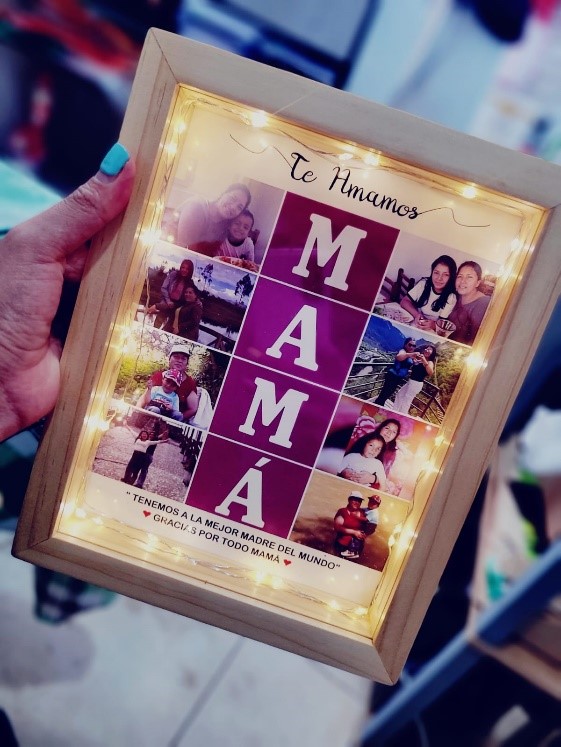 Te Amamos
M
A
M
Á
" TENEMOS A LA MEJOR MADRE DEL MUNDO"
❤GRACIAS POR TODO MAMÁ❤